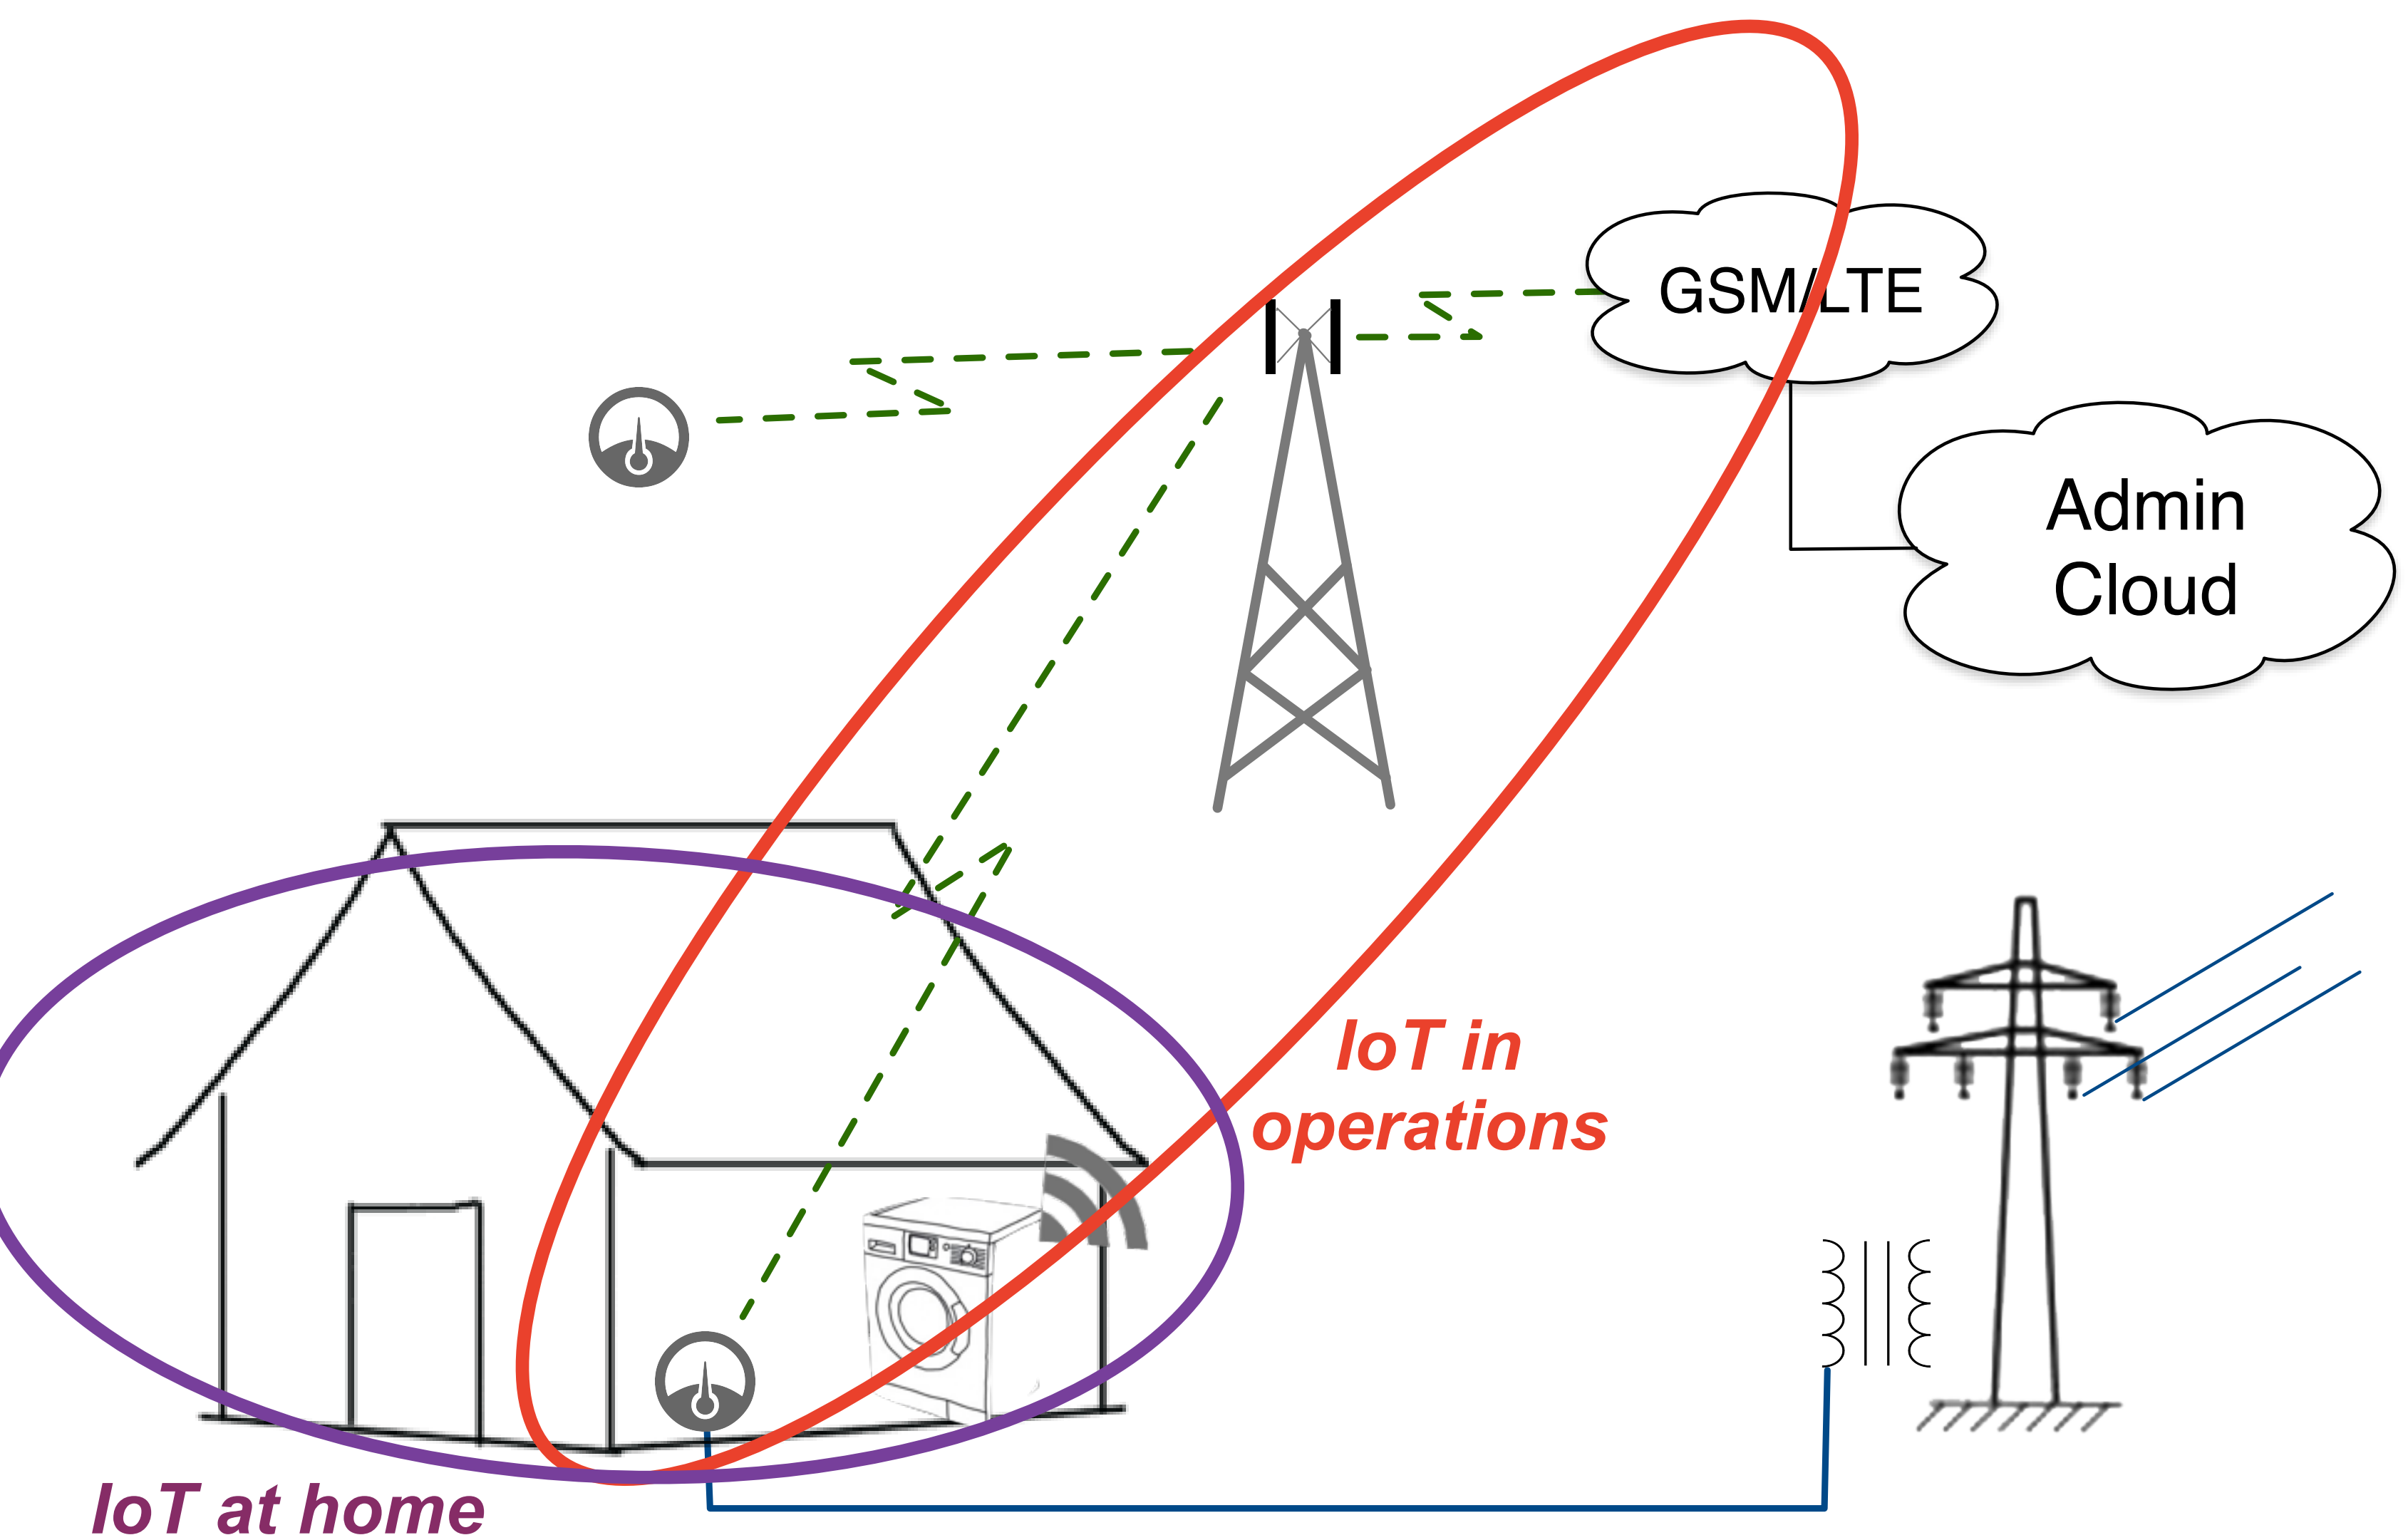 GSM/LTE
Admin
Cloud
IoT in
operations
IoT at home